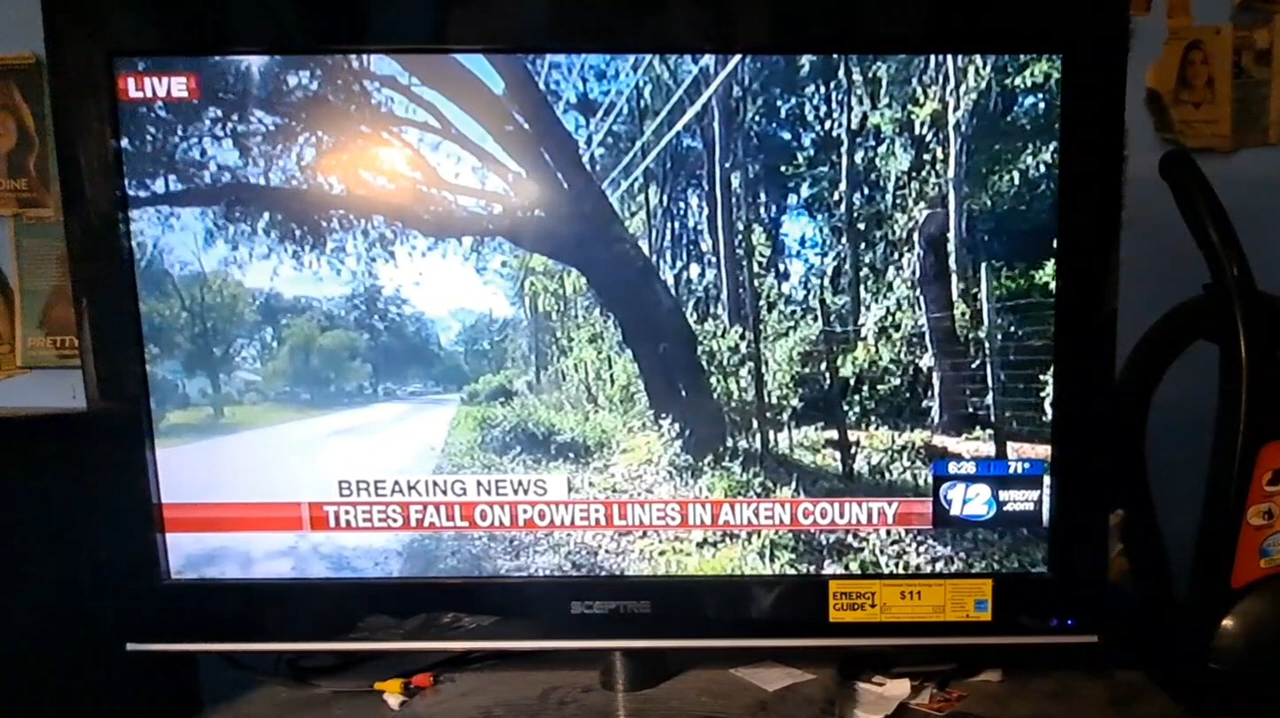 LIVE
DINE
PRETTY
BREAKING NEWS
TREES FALL ON POWER LINES IN AIKEN COUNTY
6:26 71°
12 WRDW
.com
SCEPTRE
ENERGY
GUIDE
$11